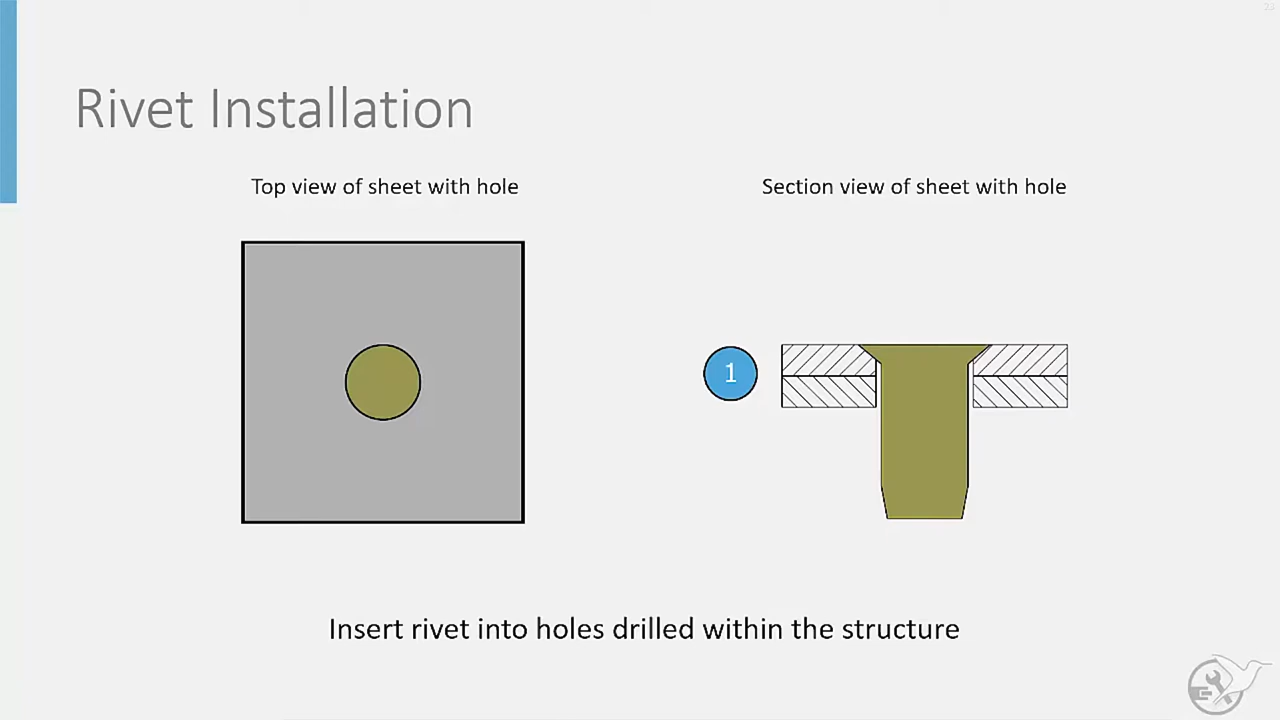 Rivet Installation
Top view of sheet with hole
Section view of sheet with hole
1
Insert rivet into holes drilled within the structure